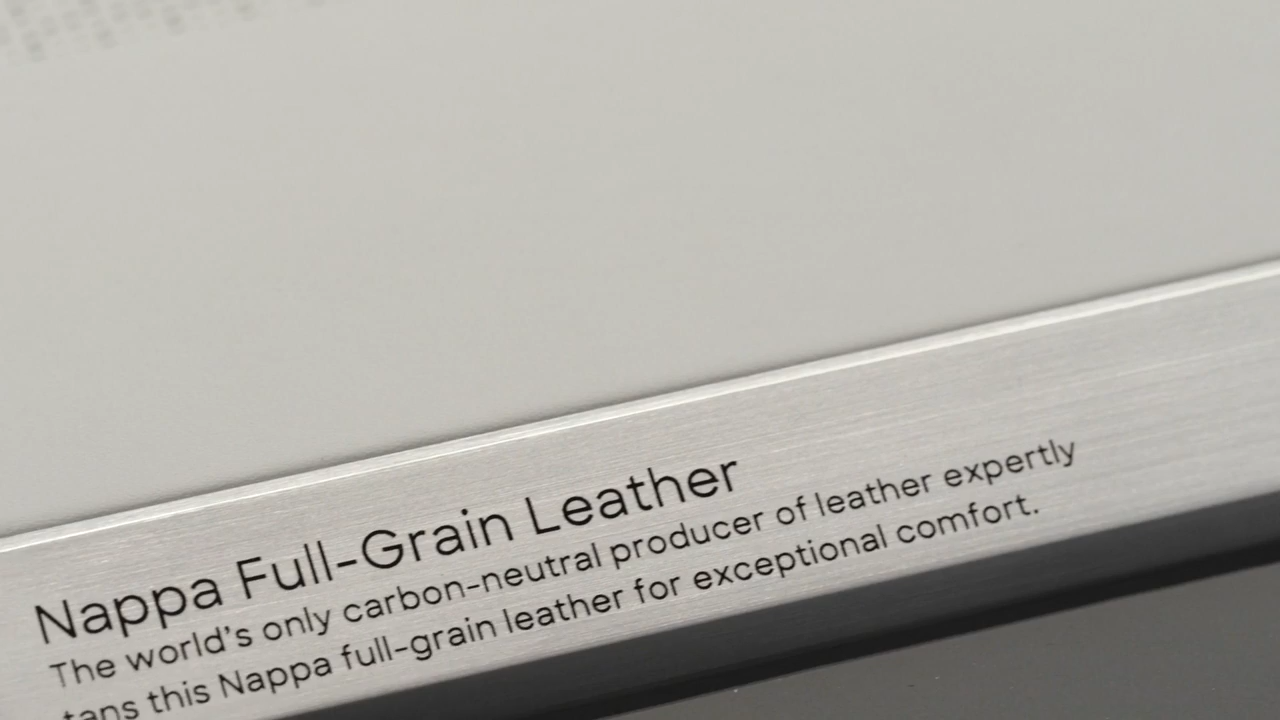 Nappa Full-Grain Leather
The world's only carbon-neutral producer of leather expertly
tans this Nappa full-grain leather for exceptional comfort.